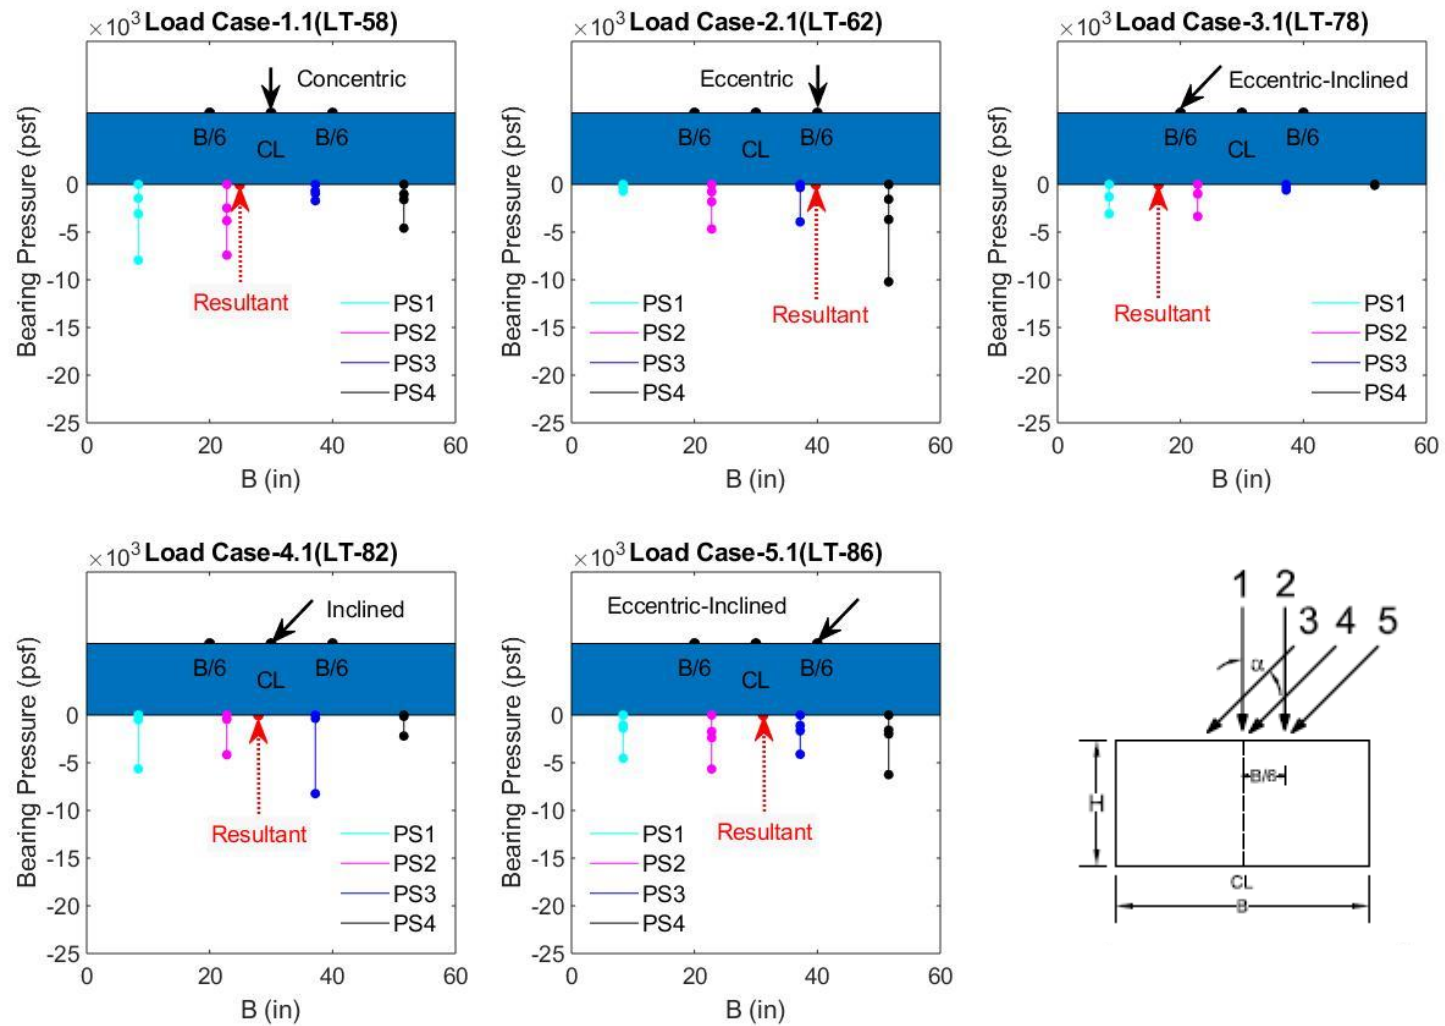 ×10³ Load Case-1.1(LT-58)
Concentric
B/6 CL B/6
Bearing Pressure (psf)
0
-5
-10
-15
-20
-25
Resultant
PS1
PS2
PS3
PS4
0 20 40 60
B (in)
×10³ Load Case-2.1(LT-62)
Eccentric
B/6 CL B/6
Bearing Pressure (psf)
0
-5
-10
-15
-20
-25
Resultant
PS1
PS2
PS3
PS4
0 20 40 60
B (in)
×10³ Load Case-3.1(LT-78)
Eccentric-Inclined
B/6 CL B/6
Bearing Pressure (psf)
0
-5
-10
-15
-20
-25
Resultant
PS1
PS2
PS3
PS4
0 20 40 60
B (in)
×10³ Load Case-4.1(LT-82)
Inclined
B/6 CL B/6
Bearing Pressure (psf)
0
-5
-10
-15
-20
-25
Resultant
PS1
PS2
PS3
PS4
0 20 40 60
B (in)
×10³ Load Case-5.1(LT-86)
Eccentric-Inclined
B/6 CL B/6
Bearing Pressure (psf)
0
-5
-10
-15
-20
-25
Resultant
PS1
PS2
PS3
PS4
0 20 40 60
B (in)
1 2
3 4 5
α
B/6
H
CL
B